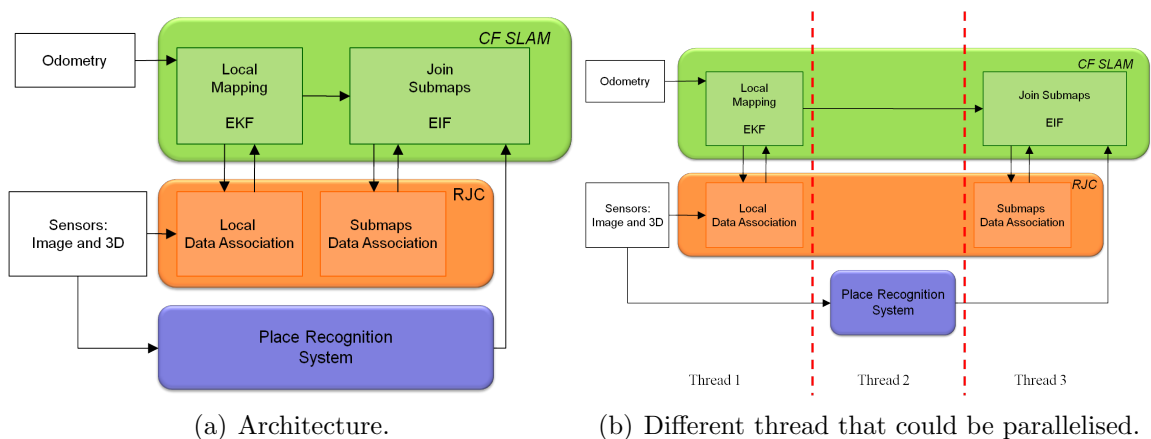 CF SLAM
Odometry
Local
Mapping
EKF
Join
Submaps
EIF
RJC
Sensors:
Image and 3D
Local
Data Association
Submaps
Data Association
Place Recognition
System
(a) Architecture.
CF SLAM
Odometry
Local
Mapping
EKF
Join Submaps
EIF
RJC
Sensors:
Image and 3D
Local
Data Association
Submaps
Data Association
Place Recognition
System
Thread 1
Thread 2
Thread 3
(b) Different thread that could be parallelised.